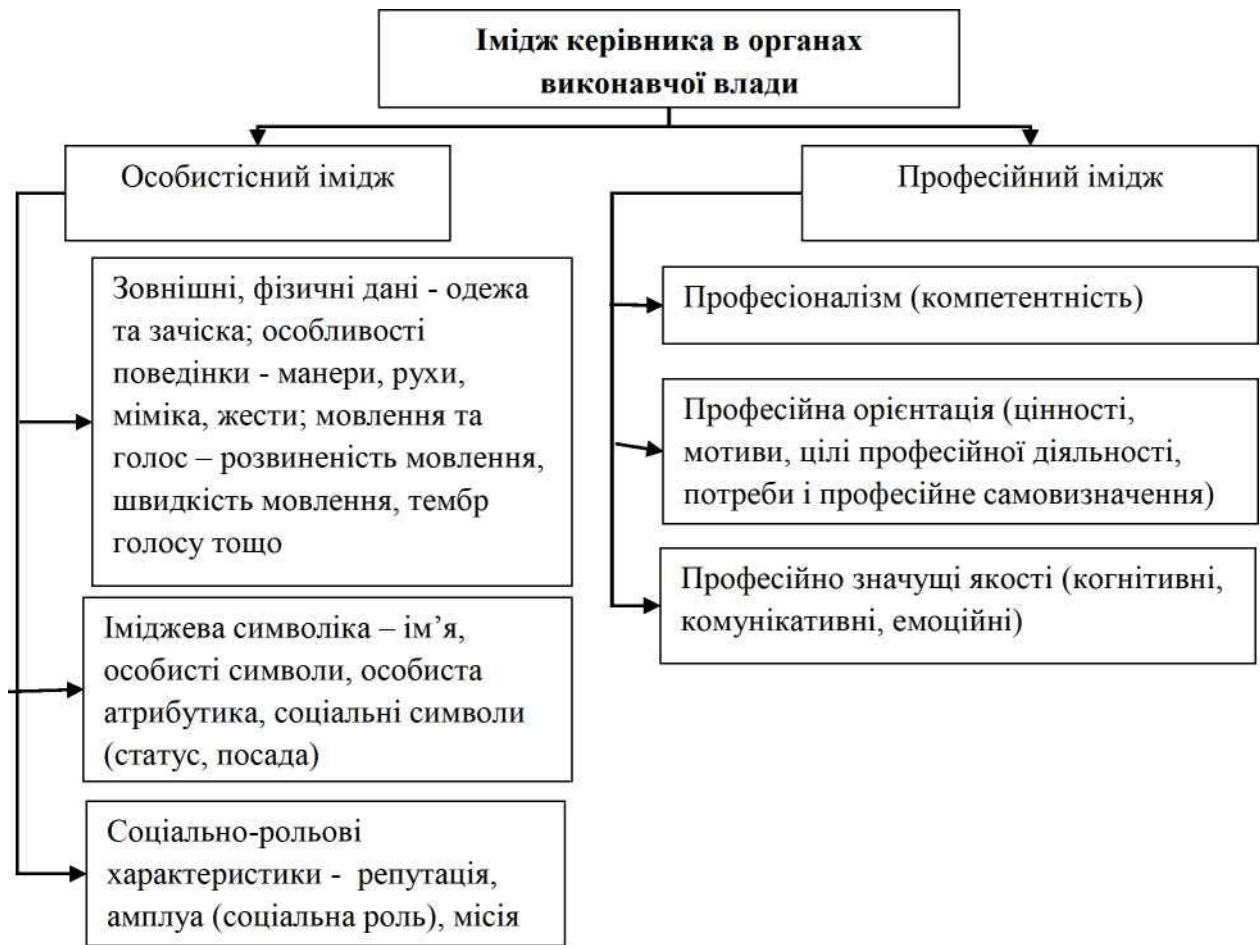 Імідж керівника в органах
виконавчої влади
Особистісний імідж
Зовнішні, фізичні дані - одежа
та зачіска; особливості
поведінки - манери, рухи,
міміка, жести; мовлення та
голос – розвиненість мовлення,
швидкість мовлення, тембр
голосу тощо
Іміджева символіка – ім’я,
особисті символи, особиста
атрибутика, соціальні символи
(статус, посада)
Соціально-рольові
характеристики - репутація,
амплуа (соціальна роль), місія
Професійний імідж
Професіоналізм (компетентність)
Професійна орієнтація (цінності,
мотиви, цілі професійної діяльності,
потреби і професійне самовизначення)
Професійно значущі якості (когнітивні,
комунікативні, емоційні)